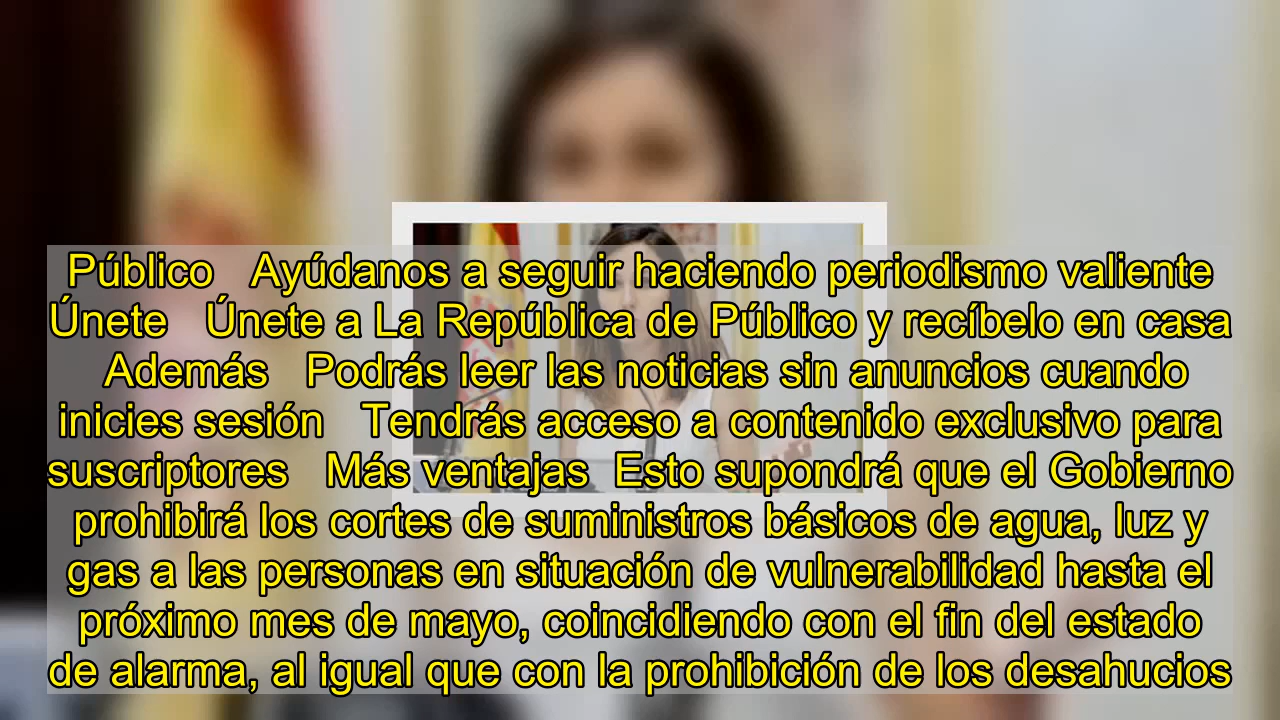 Público   Ayúdanos a seguir haciendo periodismo valiente
Únete   Únete a La República de Público y recíbelo en casa
Además   Podrás leer las noticias sin anuncios cuando
inicies sesión   Tendrás acceso a contenido exclusivo para
suscriptores   Más ventajas  Esto supondrá que el Gobierno
prohibirá los cortes de suministros básicos de agua, luz y
gas a las personas en situación de vulnerabilidad hasta el
próximo mes de mayo, coincidiendo con el fin del estado
de alarma, al igual que con la prohibición de los desahucios